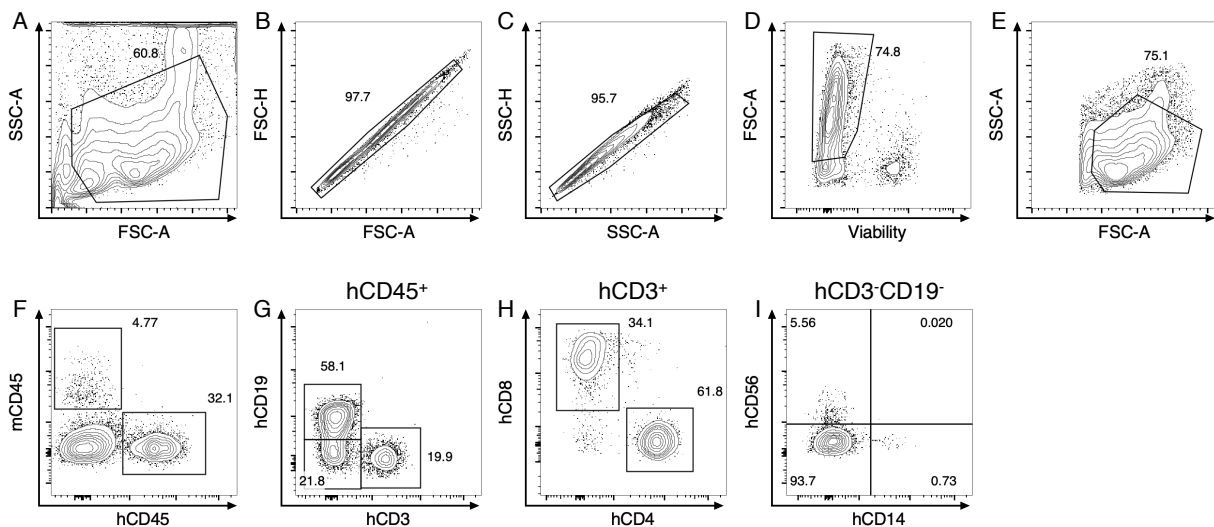 A
60.8
SSC-A
FSC-A
B
97.7
FSC-H
FSC-A
C
95.7
SSC-H
SSC-A
D
74.8
FSC-A
Viability
E
75.1
SSC-A
FSC-A
F
4.77
32.1
mCD45
hCD45
G
hCD45⁺
58.1
19.9
21.8
hCD19
hCD3
H
hCD3⁺
34.1
61.8
hCD8
hCD4
I
hCD3⁻CD19⁻
5.56
0.020
93.7
0.73
hCD56
hCD14